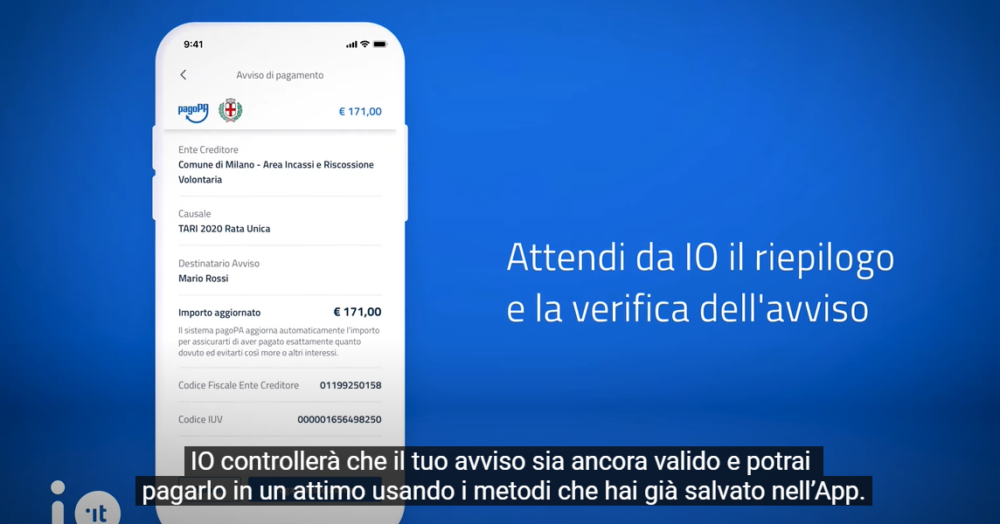 9:41
Avviso di pagamento
pagoPA
€ 171,00
Ente Creditore
Comune di Milano - Area Incassi e Riscossione
Volontaria
Causale
TARI 2020 Rata Unica
Destinatario Avviso
Mario Rossi
Importo aggiornato € 171,00
Il sistema pagoPA aggiorna automaticamente l'importo
per assicurarti di aver pagato esattamente quanto
dovuto ed evitarti così more o altri interessi.
Codice Fiscale Ente Creditore 01199250158
Codice IUV 000001656498250
Attendi da IO il riepilogo
e la verifica dell'avviso
IO controllerà che il tuo avviso sia ancora valido e potrai
pagarlo in un attimo usando i metodi che hai già salvato nell’App.
io
.it